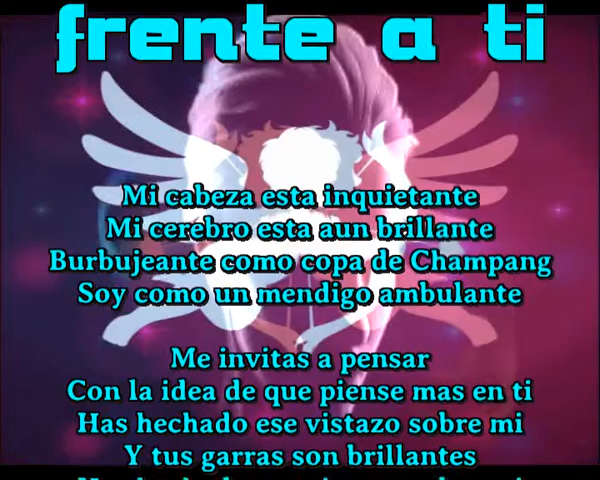 frente a ti
Mi cabeza esta inquietante
Mi cerebro esta aun brillante
Burbujeante como copa de Champang
Soy como un mendigo ambulante
Me invitas a pensar
Con la idea de que piense mas en ti
Has hechado ese vistazo sobre mi
Y tus garras son brillantes